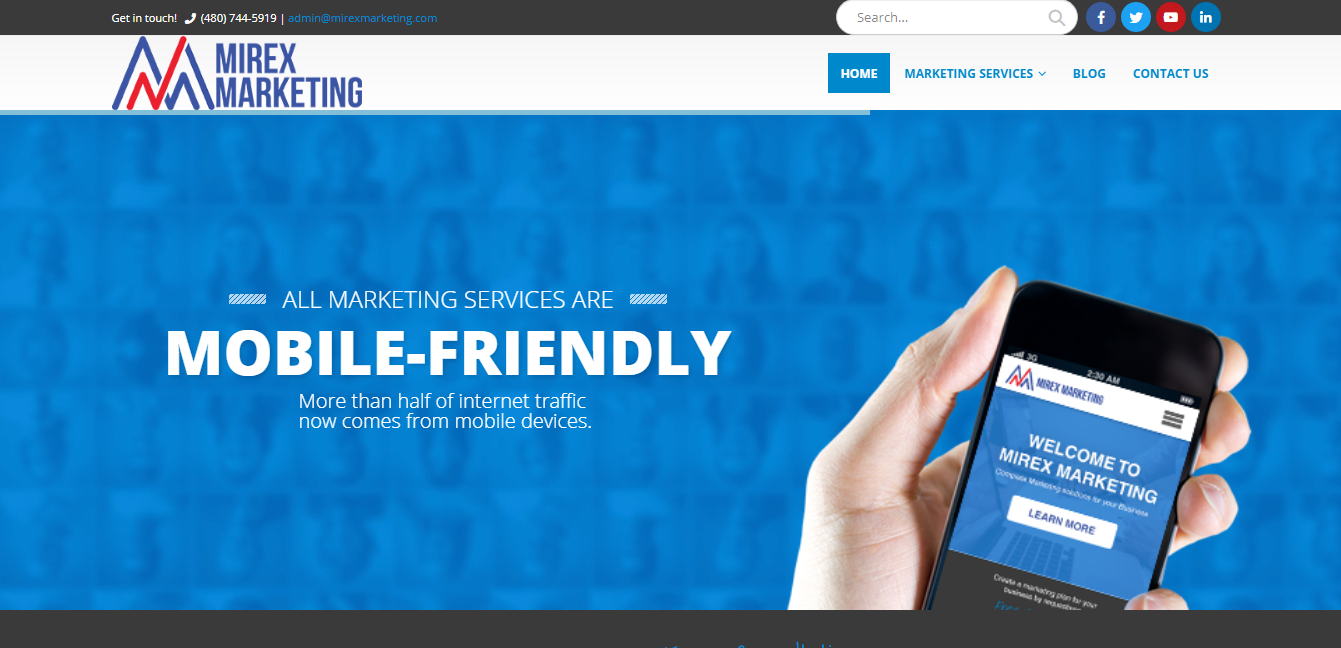 Get in touch! (480) 744-5919 | admin@mirexmarketing.com
Search...
MIREX
MARKETING
HOME
MARKETING SERVICES
BLOG
CONTACT US
ALL MARKETING SERVICES ARE
MOBILE-FRIENDLY
More than half of internet traffic
now comes from mobile devices.
3G
2:30 AM
MIREX MARKETING
WELCOME TO
MIREX MARKETING
Complete Marketing solutions for your Business
LEARN MORE
Create a marketing plan for your
business by